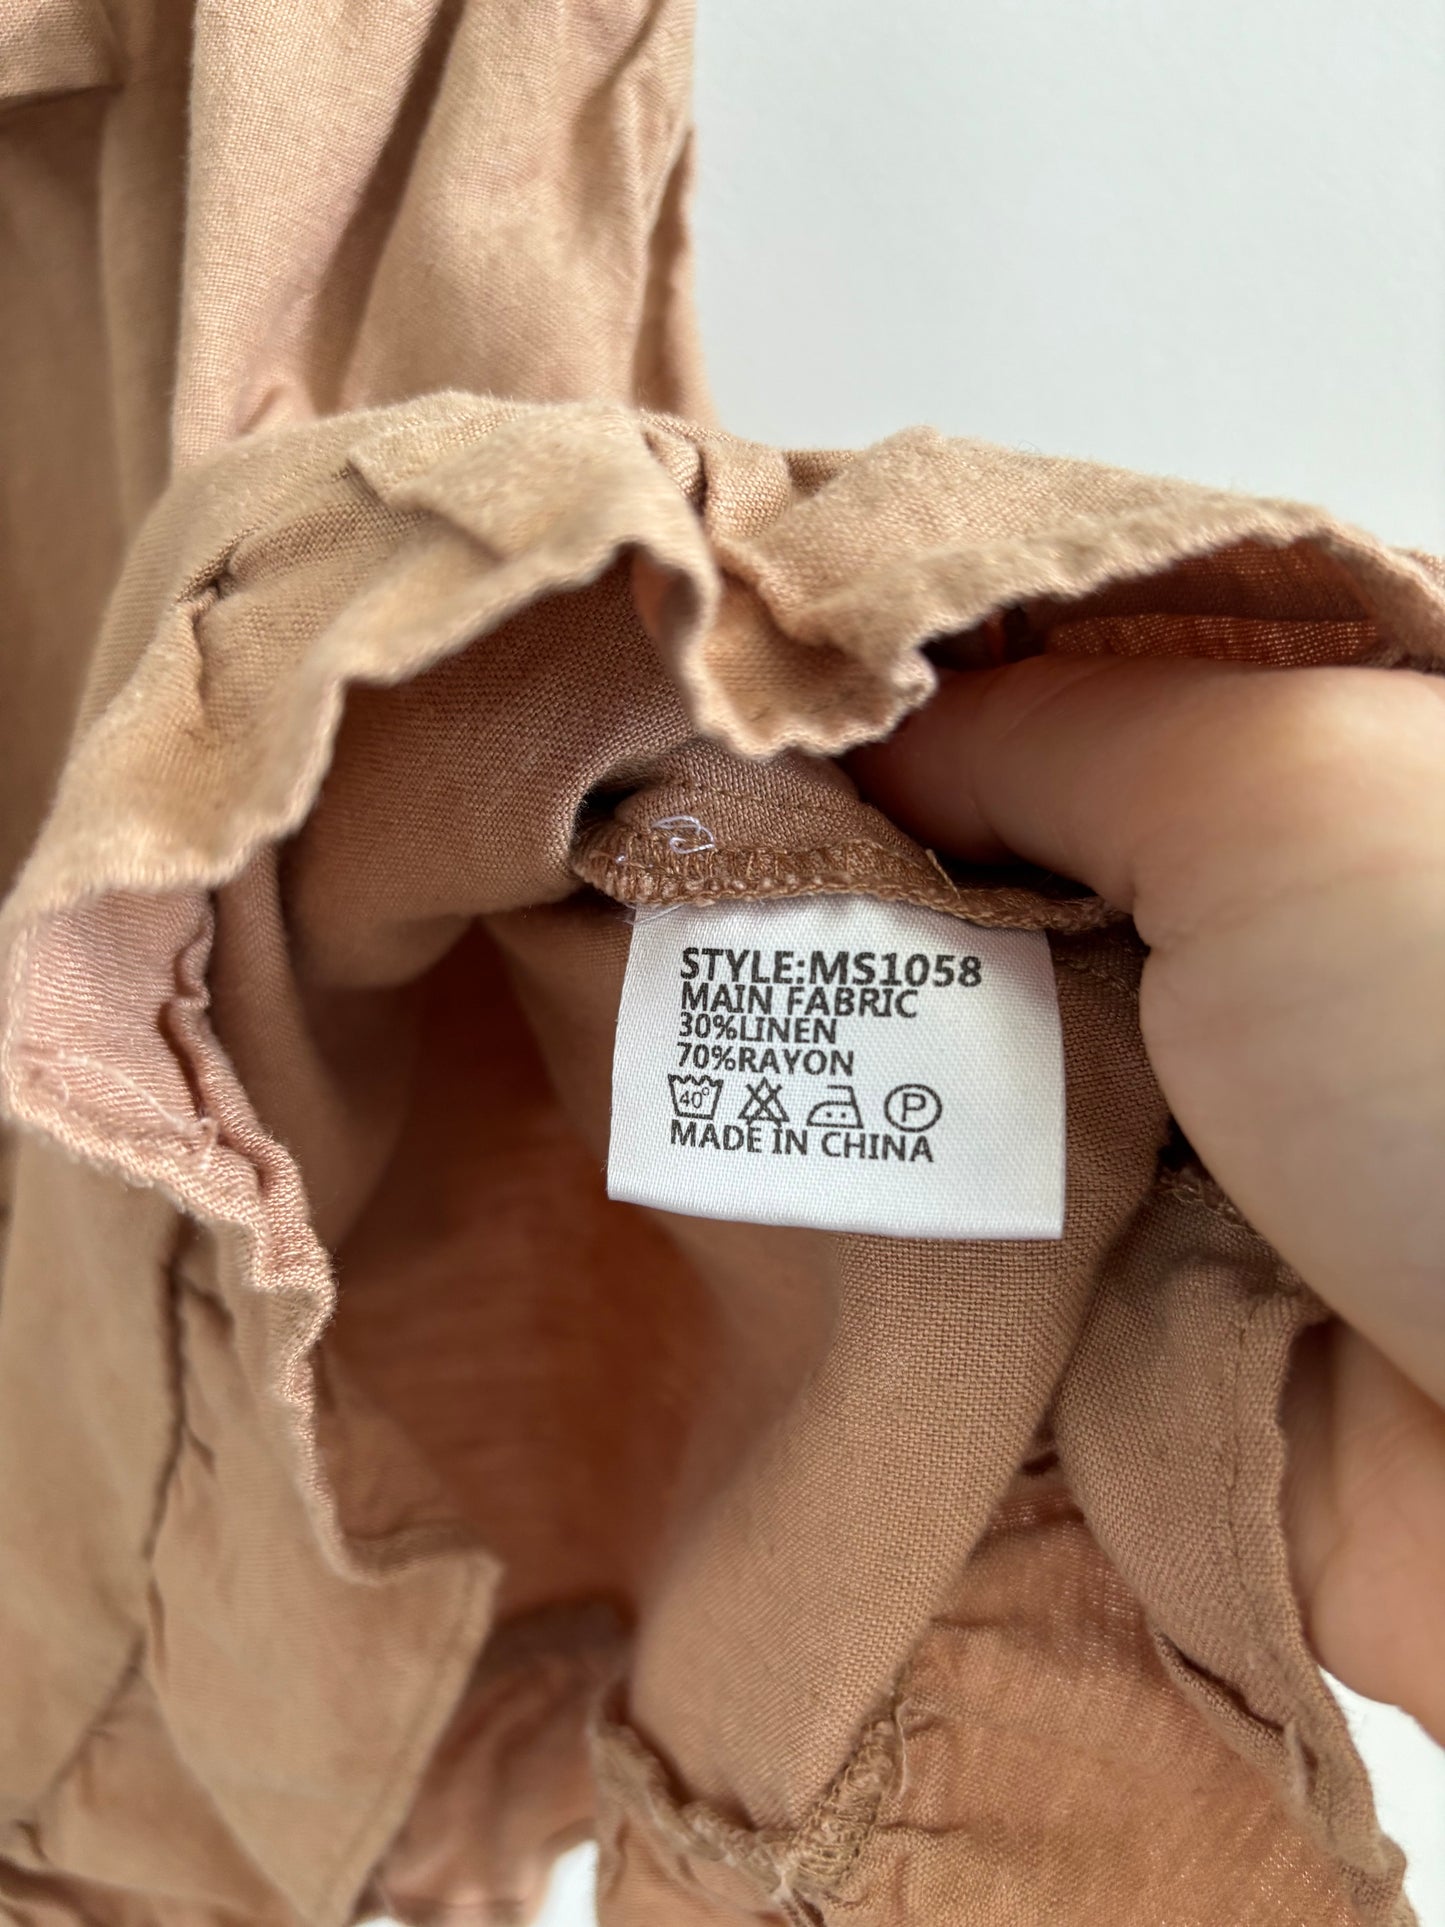 STYLE:MS1058
MAIN FABRIC
30%LINEN
70%RAYON
40° P
MADE IN CHINA